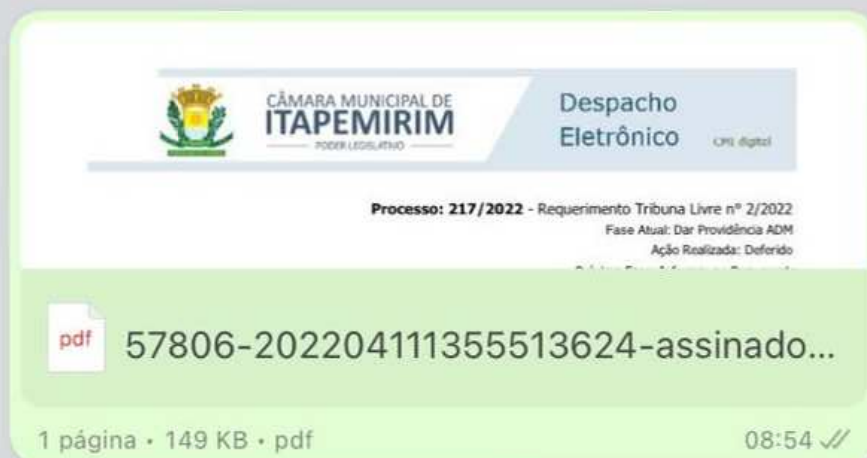 CÂMARA MUNICIPAL DE
ITAPEMIRIM
PODER LEGISLATIVO
Despacho
Eletrônico
CMI digital
Processo: 217/2022 - Requerimento Tribuna Livre nº 2/2022
Fase Atual: Dar Providência ADM
Ação Realizada: Deferido
pdf
57806-202204111355513624-assinado...
1 página • 149 KB • pdf
08:54